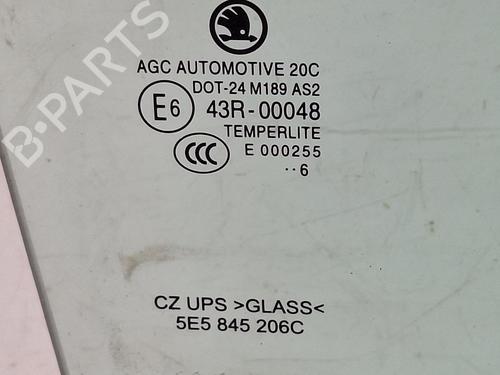 B-PARTS
AGC AUTOMOTIVE 20C
DOT-24 M189 AS2
E6 43R-00048
TEMPERLITE
CCC E 000255
··6
CZ UPS >GLASS<
5E5 845 206C